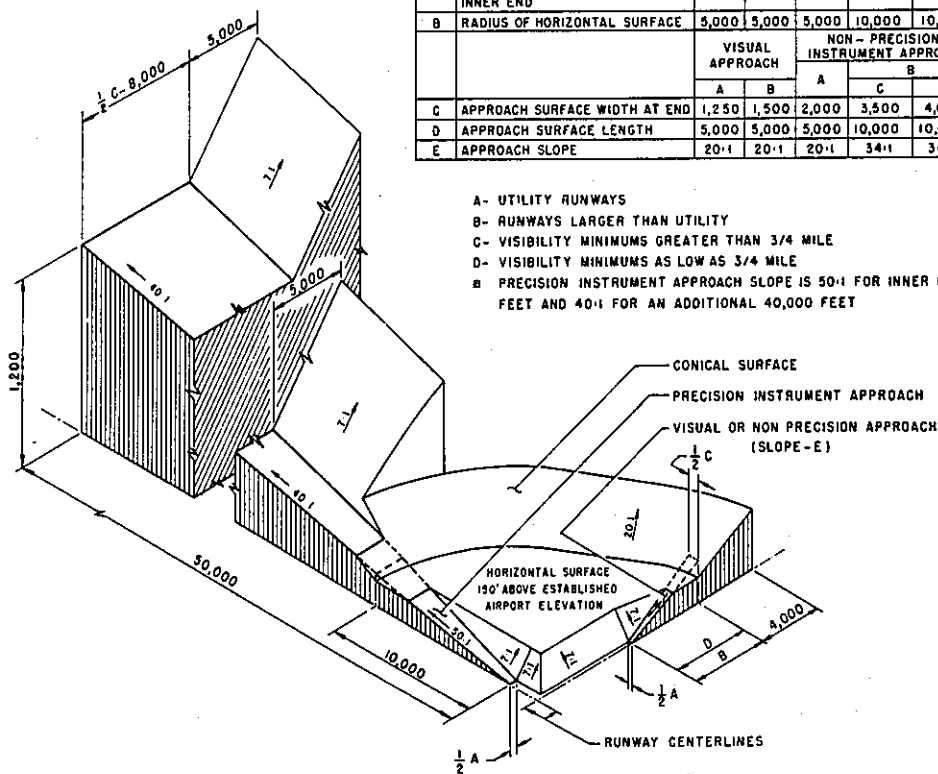 INNER END
B RADIUS OF HORIZONTAL SURFACE 5,000 5,000 5,000 10,000 10,
VISUAL APPROACH NON-PRECISION INSTRUMENT APPRO
A B A B
C
C APPROACH SURFACE WIDTH AT END 1,250 1,500 2,000 3,500 4,
D APPROACH SURFACE LENGTH 5,000 5,000 5,000 10,000 10,
E APPROACH SLOPE 20:1 20:1 20:1 34:1 3
A- UTILITY RUNWAYS
B- RUNWAYS LARGER THAN UTILITY
C- VISIBILITY MINIMUMS GREATER THAN 3/4 MILE
D- VISIBILITY MINIMUMS AS LOW AS 3/4 MILE
PRECISION INSTRUMENT APPROACH SLOPE IS 50:1 FOR INNER
FEET AND 40:1 FOR AN ADDITIONAL 40,000 FEET
5,000
1/2 C-8,000
7:1
40:1
5,000
1,200
7:1
CONICAL SURFACE
PRECISION INSTRUMENT APPROACH
VISUAL OR NON PRECISION APPROACH
(SLOPE-E)
1/2 C
40:1
20:1
50,000
HORIZONTAL SURFACE
150' ABOVE ESTABLISHED
AIRPORT ELEVATION
50:1
7:1
7:1
7:1
7:1
4,000
D
B
10,000
1/2 A
RUNWAY CENTERLINES
1/2 A